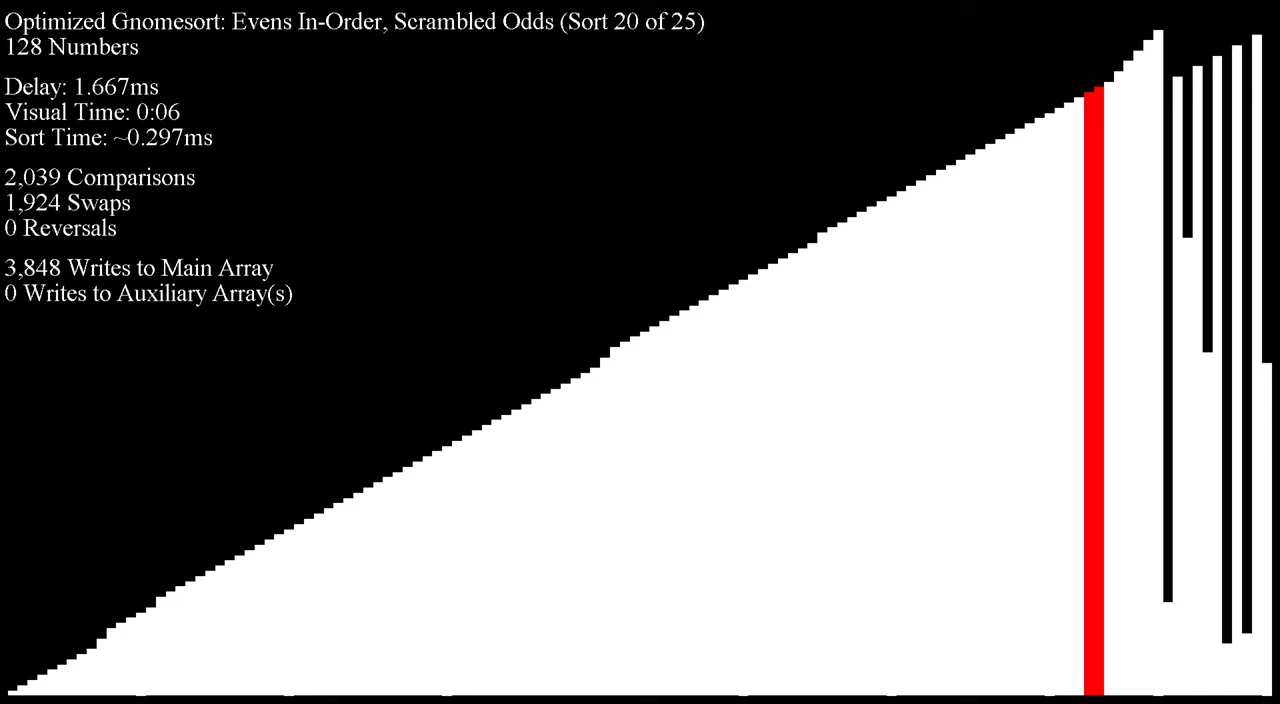 Optimized Gnomesort: Evens In-Order, Scrambled Odds (Sort 20 of 25)
128 Numbers
Delay: 1.667ms
Visual Time: 0:06
Sort Time: ~0.297ms
2,039 Comparisons
1,924 Swaps
0 Reversals
3,848 Writes to Main Array
0 Writes to Auxiliary Array(s)